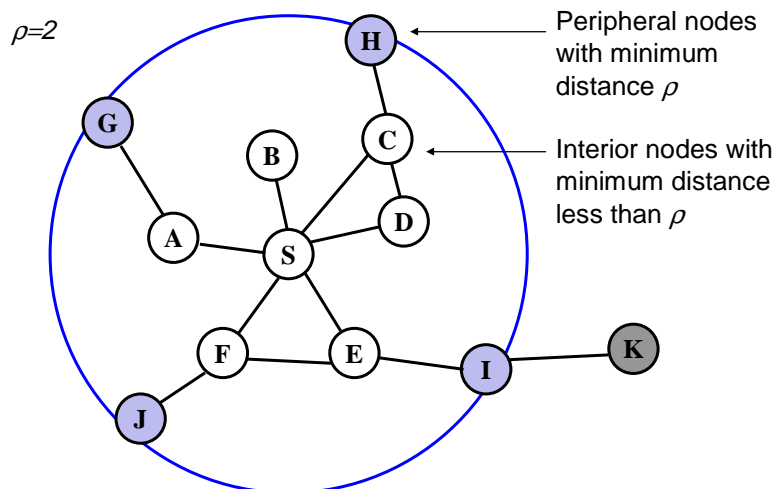 ρ=2
H
Peripheral nodes
with minimum
distance ρ
G
B
C
Interior nodes with
minimum distance
less than ρ
A
S
D
F
E
I
K
J